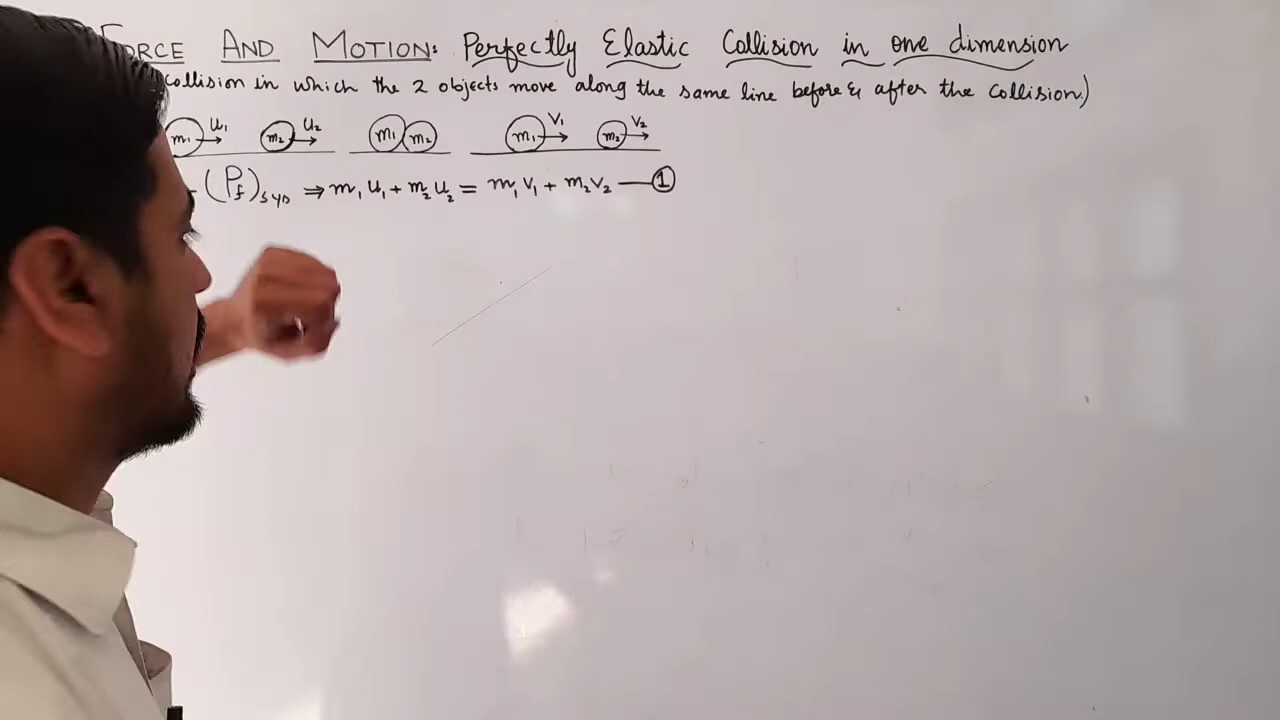 FORCE AND MOTION: Perfectly Elastic Collision in one dimension
collision in which the 2 objects move along the same line before & after the collision.)
m₁ u₁ m₂ u₂ m₁ m₂ m₁ v₁ m₂ v₂
(P_f)_sys ⇒ m₁u₁ + m₂u₂ = m₁v₁ + m₂v₂ — ①